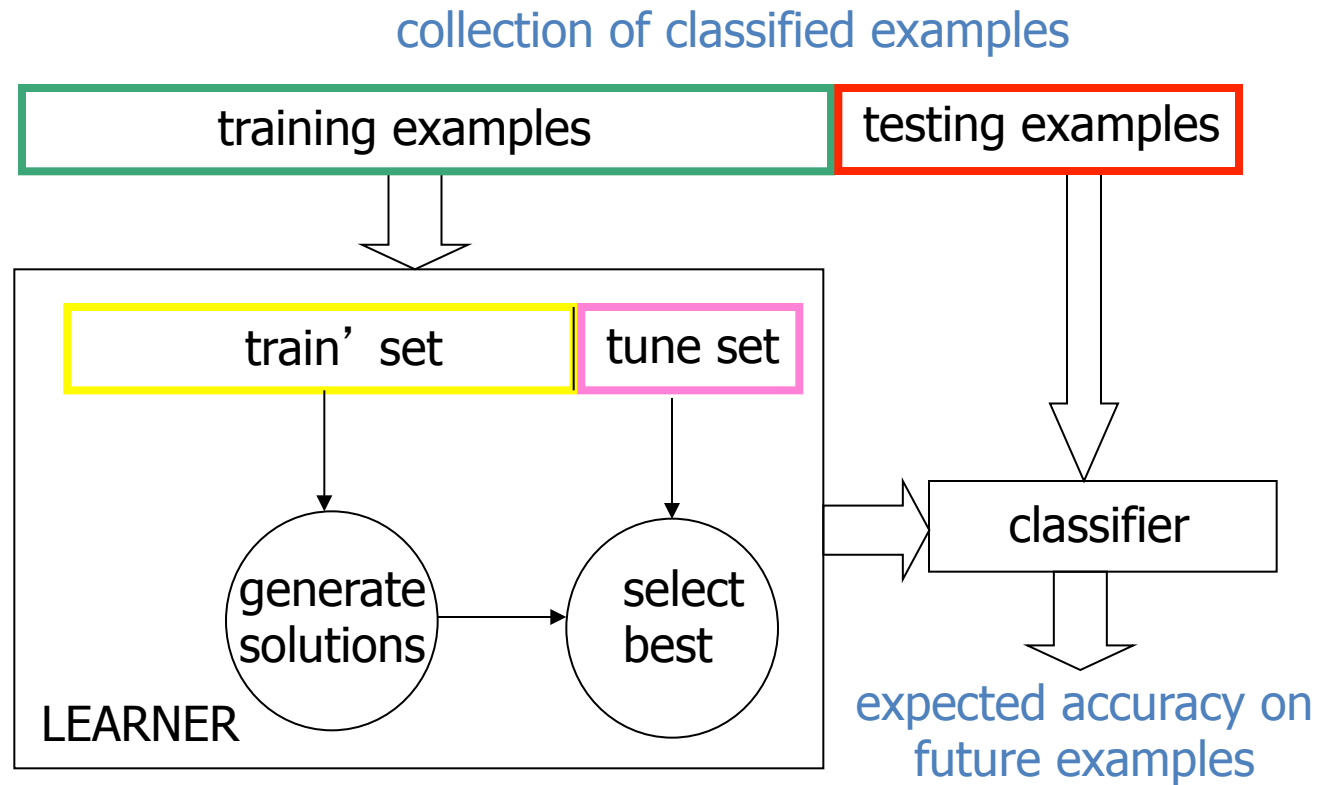 collection of classified examples
training examples
testing examples
train’ set
tune set
generate
solutions
select
best
LEARNER
classifier
expected accuracy on
future examples